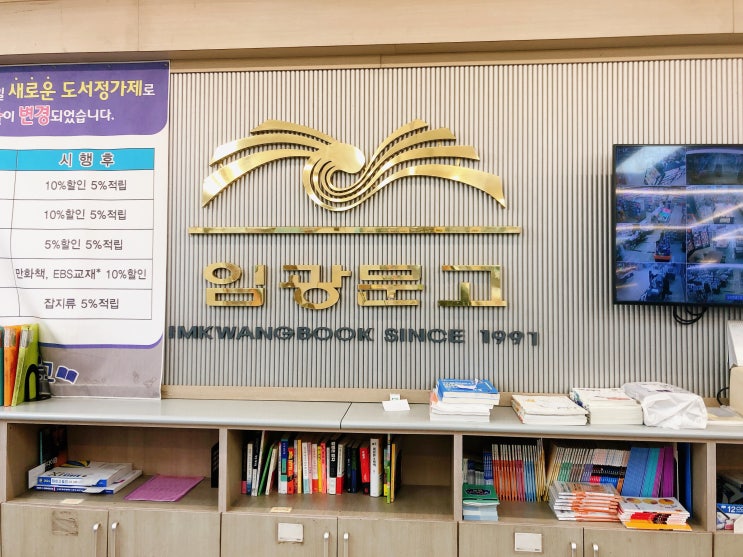 일 새로운 도서정가제로
이 변경되었습니다.
시 행 후
10%할인 5%적립
10%할인 5%적립
5%할인 5%적립
만화책, EBS교재* 10%할인
잡지류 5%적립
임광문고
IMKWANGBOOK SINCE 1991
12